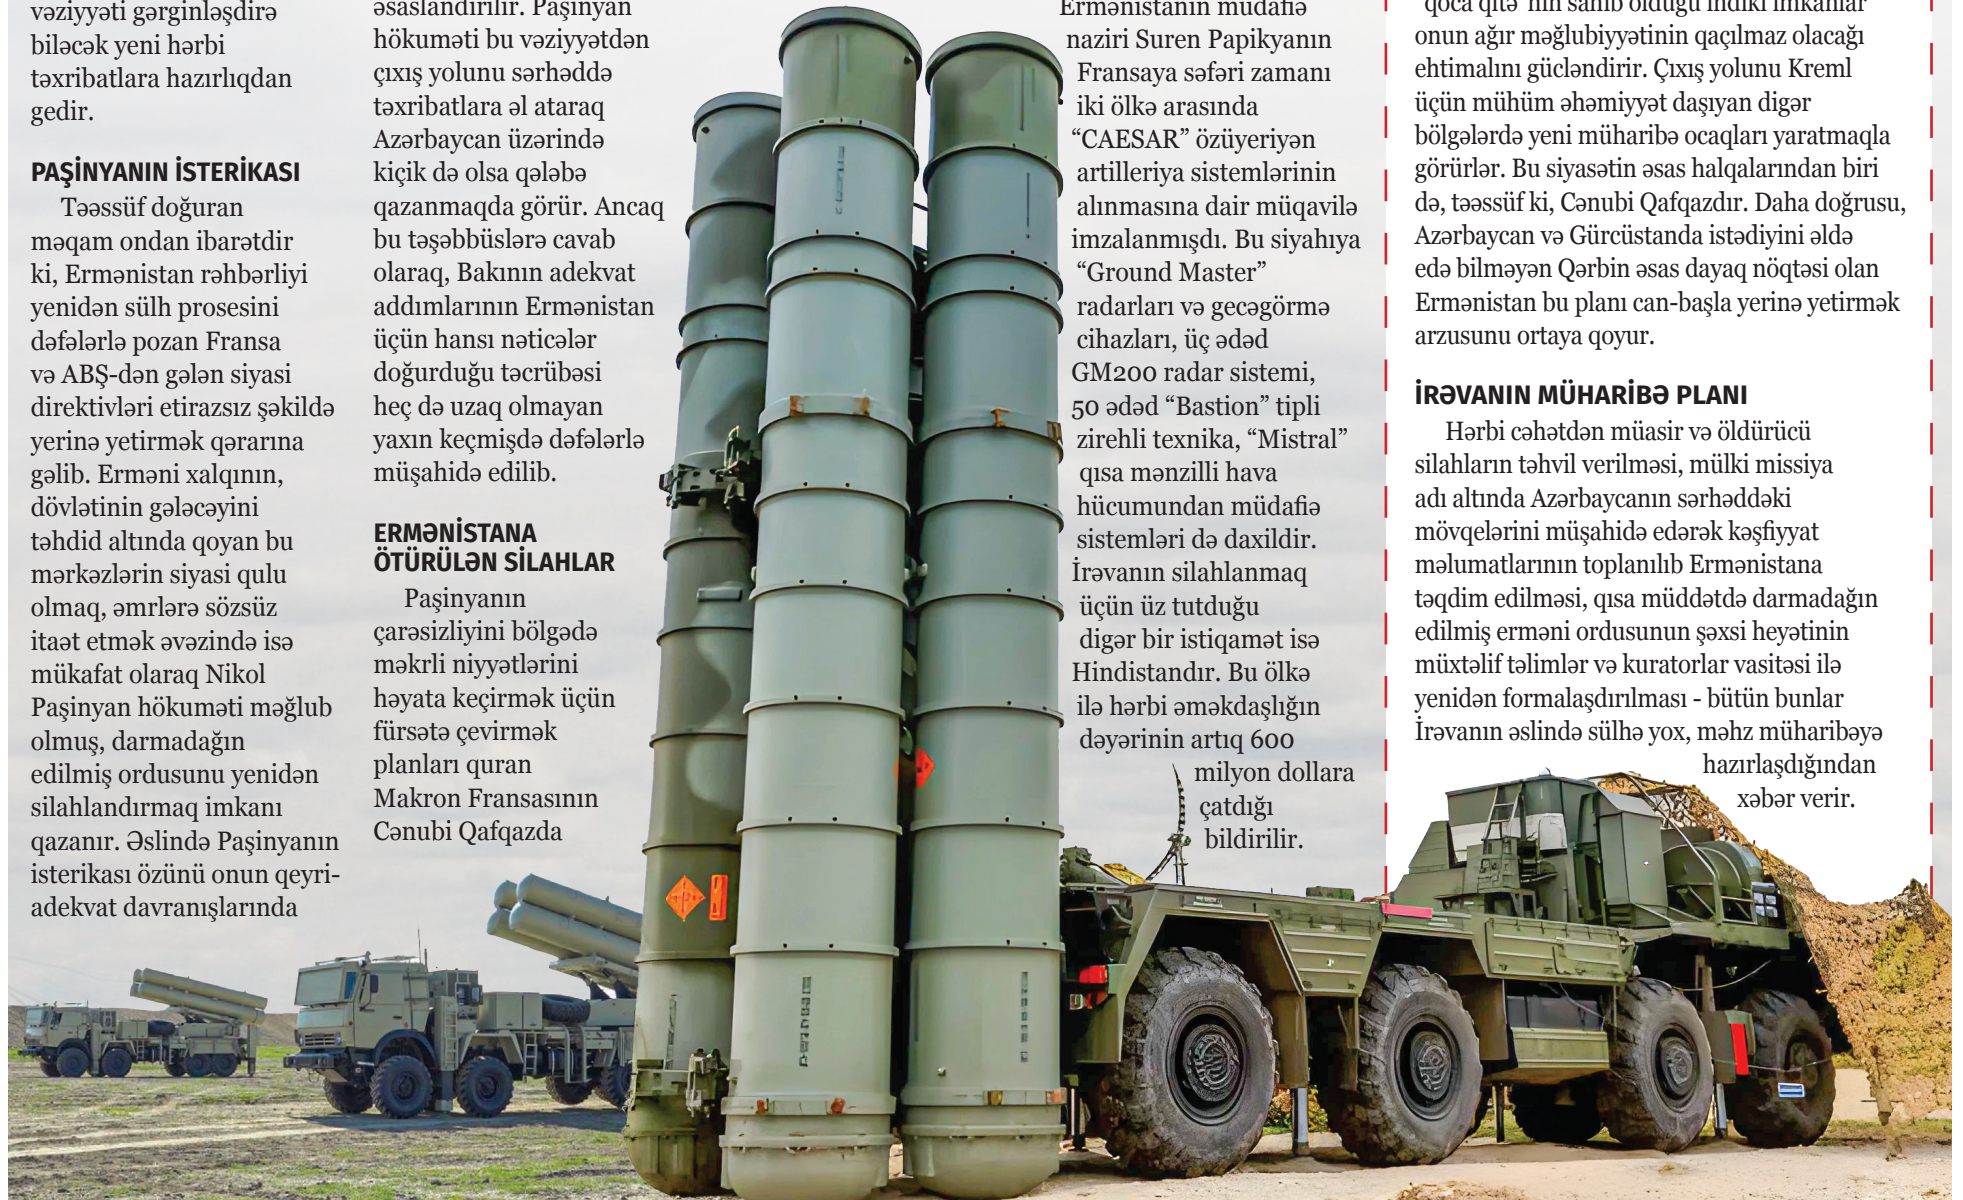 vəziyyəti gərginləşdirə
biləcək yeni hərbi
təxribatlara hazırlıqdan
gedir.
PAŞİNYANIN İSTERİKASI
Təəssüf doğuran
məqam ondan ibarətdir
ki, Ermənistan rəhbərliyi
yenidən sülh prosesini
dəfələrlə pozan Fransa
və ABŞ-dən gələn siyasi
direktivləri etirazsız şəkildə
yerinə yetirmək qərarına
gəlib. Erməni xalqının,
dövlətinin gələcəyini
təhdid altında qoyan bu
mərkəzlərin siyasi qulu
olmaq, əmrlərə sözsüz
itaət etmək əvəzində isə
mükafat olaraq Nikol
Paşinyan hökuməti məğlub
olmuş, darmadağın
edilmiş ordusunu yenidən
silahlandırmaq imkanı
qazanır. Əslində Paşinyanın
isterikası özünü onun qeyri-
adekvat davranışlarında
əsaslandırılır. Paşinyan
hökuməti bu vəziyyətdən
çıxış yolunu sərhəddə
təxribatlara əl ataraq
Azərbaycan üzərində
kiçik də olsa qələbə
qazanmaqda görür. Ancaq
bu təşəbbüslərə cavab
olaraq, Bakının adekvat
addımlarının Ermənistan
üçün hansı nəticələr
doğurduğu təcrübəsi
heç də uzaq olmayan
yaxın keçmişdə dəfələrlə
müşahidə edilib.
ERMƏNİSTANA
ÖTÜRÜLƏN SİLAHLAR
Paşinyanın
çarəsizliyini bölgədə
məkrli niyyətlərini
həyata keçirmək üçün
fürsətə çevirmək
planları quran
Makron Fransasının
Cənubi Qafqazda
Ermənistanın müdafiə
naziri Suren Papikyanın
Fransaya səfəri zamanı
iki ölkə arasında
“CAESAR” özüyeriyən
artilleriya sistemlərinin
alınmasına dair müqavilə
imzalanmışdı. Bu siyahıya
“Ground Master”
radarları və gecəgörmə
cihazları, üç ədəd
GM200 radar sistemi,
50 ədəd “Bastion” tipli
zirehli texnika, “Mistral”
qısa mənzilli hava
hücumundan müdafiə
sistemləri də daxildir.
İrəvanın silahlanmaq
üçün üz tutduğu
digər bir istiqamət isə
Hindistandır. Bu ölkə
ilə hərbi əməkdaşlığın
dəyərinin artıq 600
milyon dollara
çatdığı
bildirilir.
“qoca qitə”nin sahib olduğu indiki imkanlar
onun ağır məğlubiyyətinin qaçılmaz olacağı
ehtimalını gücləndirir. Çıxış yolunu Kreml
üçün mühüm əhəmiyyət daşıyan digər
bölgələrdə yeni müharibə ocaqları yaratmaqla
görürlər. Bu siyasətin əsas halqalarından biri
də, təəssüf ki, Cənubi Qafqazdır. Daha doğrusu,
Azərbaycan və Gürcüstanda istədiyini əldə
edə bilməyən Qərbin əsas dayaq nöqtəsi olan
Ermənistan bu planı can-başla yerinə yetirmək
arzusunu ortaya qoyur.
İRƏVANIN MÜHARİBƏ PLANI
Hərbi cəhətdən müasir və öldürücü
silahların təhvil verilməsi, mülki missiya
adı altında Azərbaycanın sərhəddəki
mövqelərini müşahidə edərək kəşfiyyat
məlumatlarının toplanılıb Ermənistana
təqdim edilməsi, qısa müddətdə darmadağın
edilmiş erməni ordusunun şəxsi heyətinin
müxtəlif təlimlər və kuratorlar vasitəsi ilə
yenidən formalaşdırılması - bütün bunlar
İrəvanın əslində sülhə yox, məhz müharibəyə
hazırlaşdığından
xəbər verir.